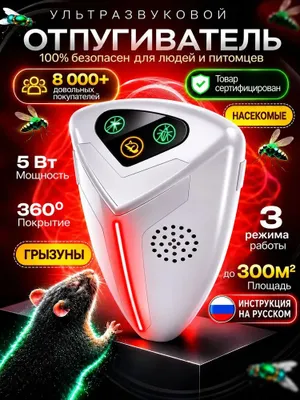 УЛЬТРАЗВУКОВОЙ
ОТПУГИВАТЕЛЬ
100% безопасен для людей и питомцев
8 000+
довольных
покупателей
Товар
сертифицирован
НАСЕКОМЫЕ
5 Вт
Мощность
360°
Покрытие
ГРЫЗУНЫ
3
режима
работы
до 300М²
Площадь
ИНСТРУКЦИЯ
НА РУССКОМ